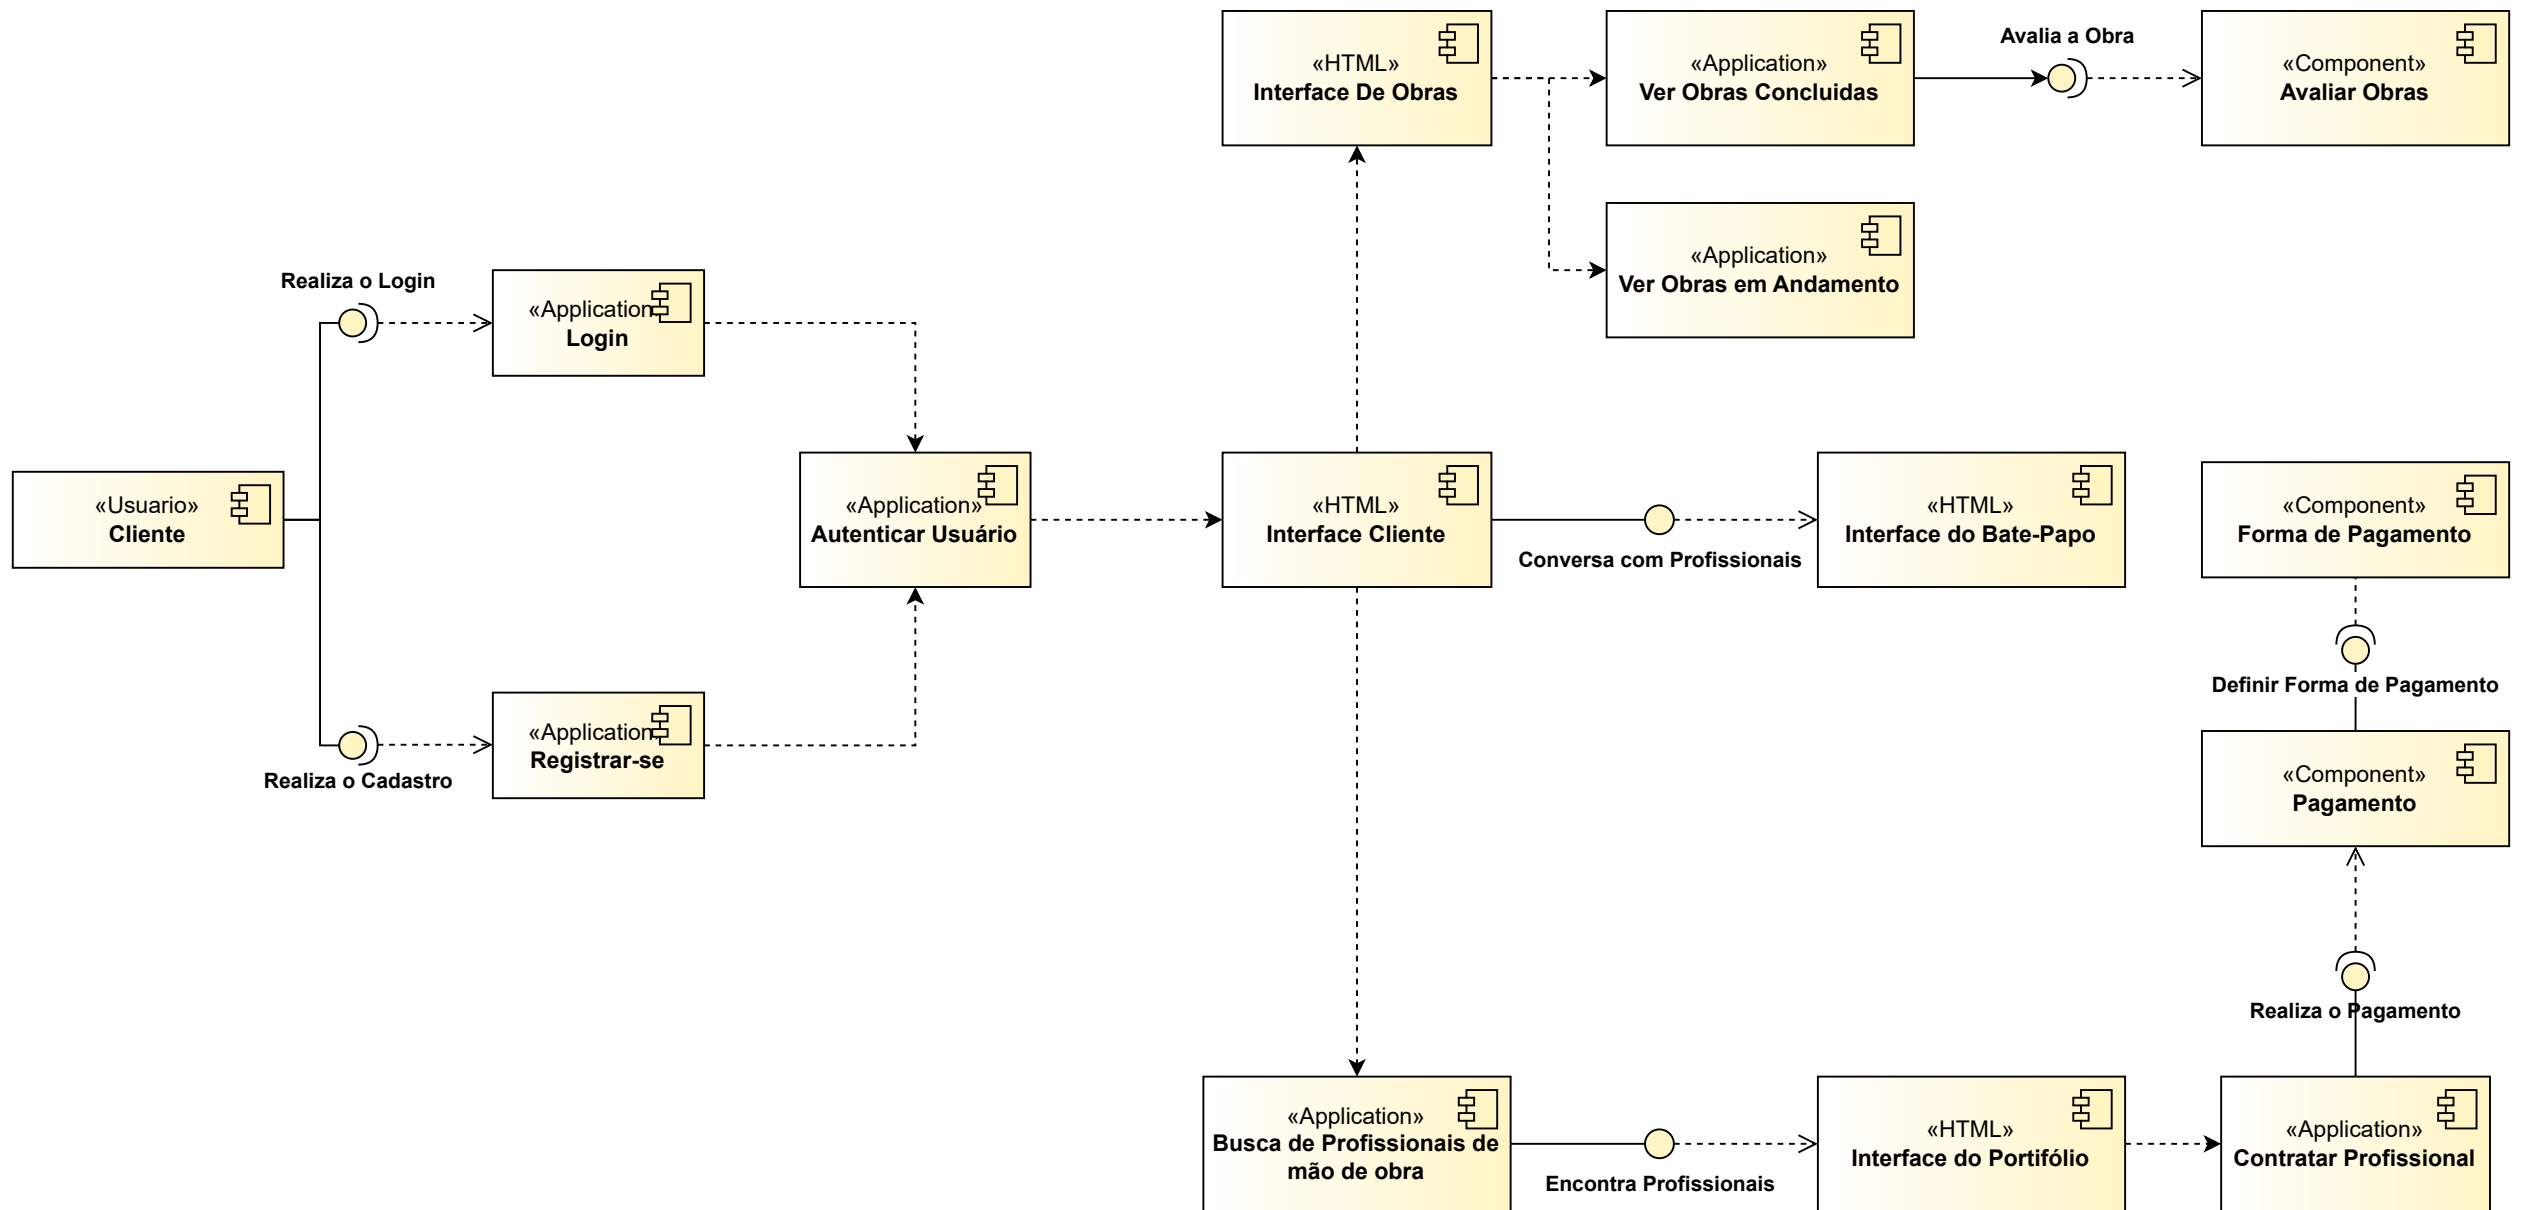 «HTML»
Interface De Obras
«Application»
Ver Obras Concluidas
Avalia a Obra
«Component»
Avaliar Obras
«Application»
Ver Obras em Andamento
Realiza o Login
«Application»
Login
«Usuario»
Cliente
«Application»
Autenticar Usuário
«HTML»
Interface Cliente
Conversa com Profissionais
«HTML»
Interface do Bate-Papo
«Component»
Forma de Pagamento
Definir Forma de Pagamento
Realiza o Cadastro
«Application»
Registrar-se
«Component»
Pagamento
Realiza o Pagamento
«Application»
Busca de Profissionais de
mão de obra
Encontra Profissionais
«HTML»
Interface do Portifólio
«Application»
Contratar Profissional